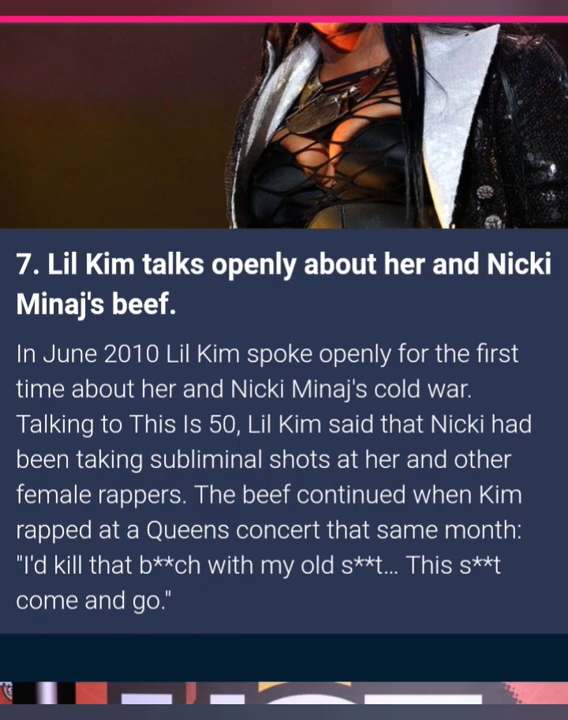 7. Lil Kim talks openly about her and Nicki
Minaj's beef.
In June 2010 Lil Kim spoke openly for the first
time about her and Nicki Minaj's cold war.
Talking to This Is 50, Lil Kim said that Nicki had
been taking subliminal shots at her and other
female rappers. The beef continued when Kim
rapped at a Queens concert that same month:
"I'd kill that b**ch with my old s**t... This s**t
come and go."